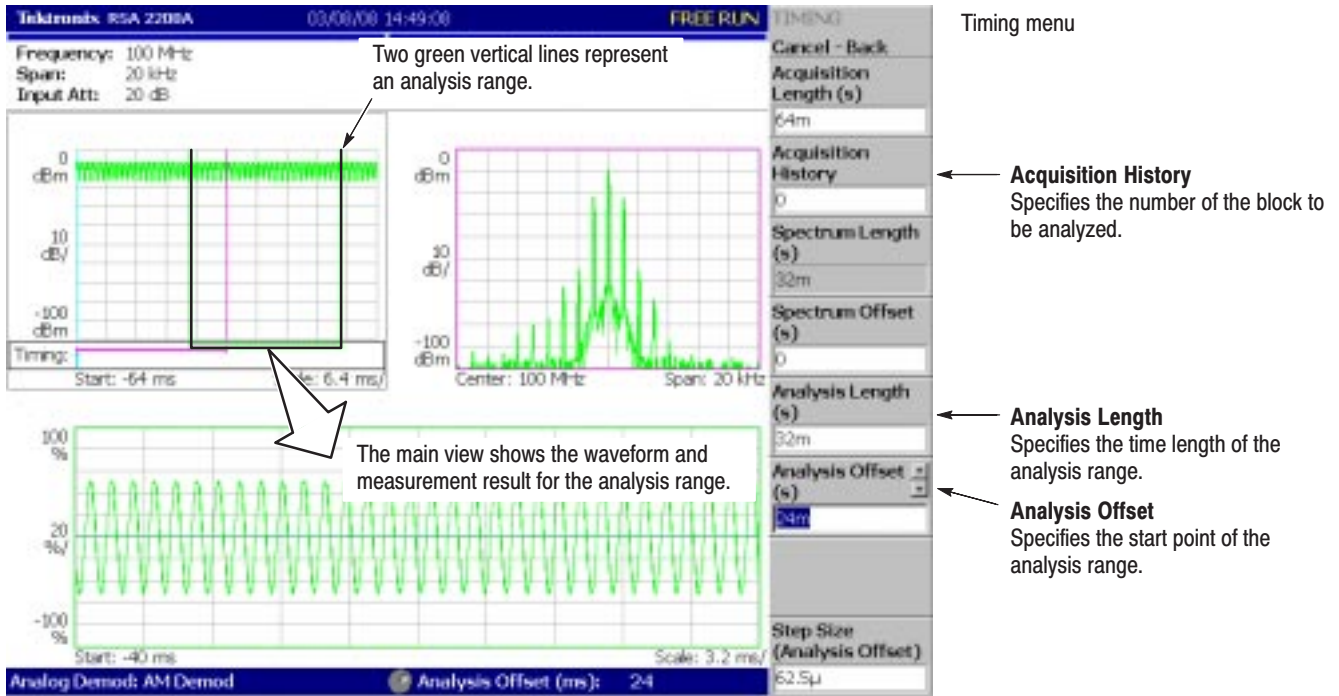 Tektronix RSA 2200A 03/08/08 14:49:08 FREE RUN
Frequency: 100 MHz
Span: 20 kHz
Input Att: 20 dB
Two green vertical lines represent
an analysis range.
0
dBm
10
dB/
-100
dBm
Timing:
Start: -64 ms
6.4 ms/
0
dBm
10
dB/
-100
dBm
Center: 100 MHz
Span: 20 kHz
The main view shows the waveform and
measurement result for the analysis range.
100
%
20
%/
-100
%
Start: -40 ms
Scale: 3.2 ms/
Analog Demod: AM Demod
Analysis Offset (ms): 24
TIMING
Cancel - Back
Acquisition
Length (s)
64m
Acquisition
History
0
Spectrum Length
(s)
32m
Spectrum Offset
(s)
0
Analysis Length
(s)
32m
Analysis Offset
(s)
24m
Step Size
(Analysis Offset)
62.5µ
Timing menu
Acquisition History
Specifies the number of the block to
be analyzed.
Analysis Length
Specifies the time length of the
analysis range.
Analysis Offset
Specifies the start point of the
analysis range.